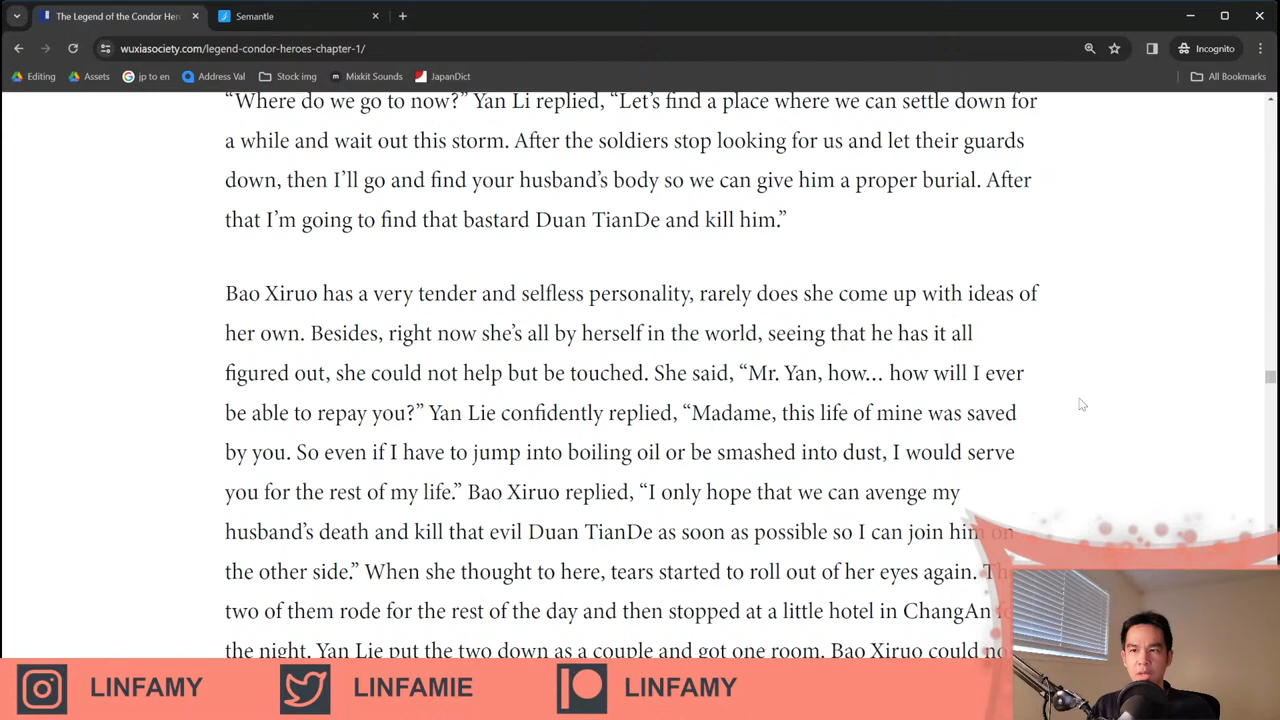 The Legend of the Condor Hei
Semantle
wuxiasociety.com/legend-condor-heroes-chapter-1/
Incognito
Editing
Assets
jp to en
Address Val
Stock img
Mixkit Sounds
JapanDict
All Bookmarks
“Where do we go to now?” Yan Li replied, “Let’s find a place where we can settle down for
a while and wait out this storm. After the soldiers stop looking for us and let their guards
down, then I’ll go and find your husband’s body so we can give him a proper burial. After
that I’m going to find that bastard Duan TianDe and kill him.”
Bao Xiruo has a very tender and selfless personality, rarely does she come up with ideas of
her own. Besides, right now she’s all by herself in the world, seeing that he has it all
figured out, she could not help but be touched. She said, “Mr. Yan, how... how will I ever
be able to repay you?” Yan Lie confidently replied, “Madame, this life of mine was saved
by you. So even if I have to jump into boiling oil or be smashed into dust, I would serve
you for the rest of my life.” Bao Xiruo replied, “I only hope that we can avenge my
husband’s death and kill that evil Duan TianDe as soon as possible so I can join him on
the other side.” When she thought to here, tears started to roll out of her eyes again.
two of them rode for the rest of the day and then stopped at a little hotel in ChangAn
the night. Yan Lie put the two down as a couple and got one room. Bao Xiruo could
LINFAMY
LINFAMIE
LINFAMY